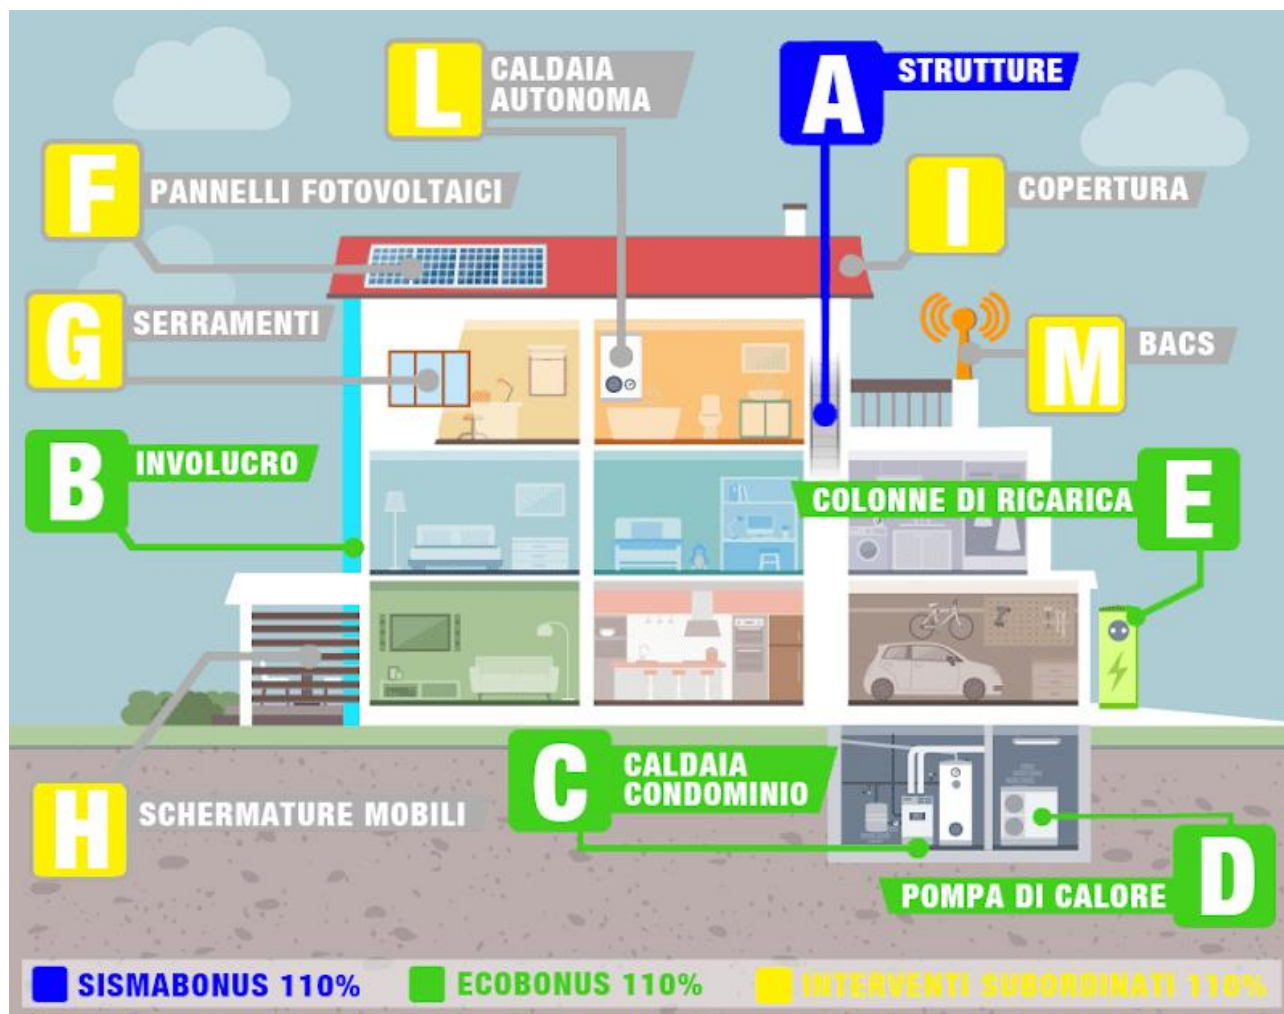 L
CALDAIA
AUTONOMA
A
STRUTTURE
F
PANNELLI FOTOVOLTAICI
I
COPERTURA
G
SERRAMENTI
M
BACS
B
INVOLUCRO
COLONNE DI RICARICA
E
C
CALDAIA
CONDOMINIO
H
SCHERMATURE MOBILI
D
POMPA DI CALORE
SISMABONUS 110%
ECOBONUS 110%
INTERVENTI SUBORDINATI 110%